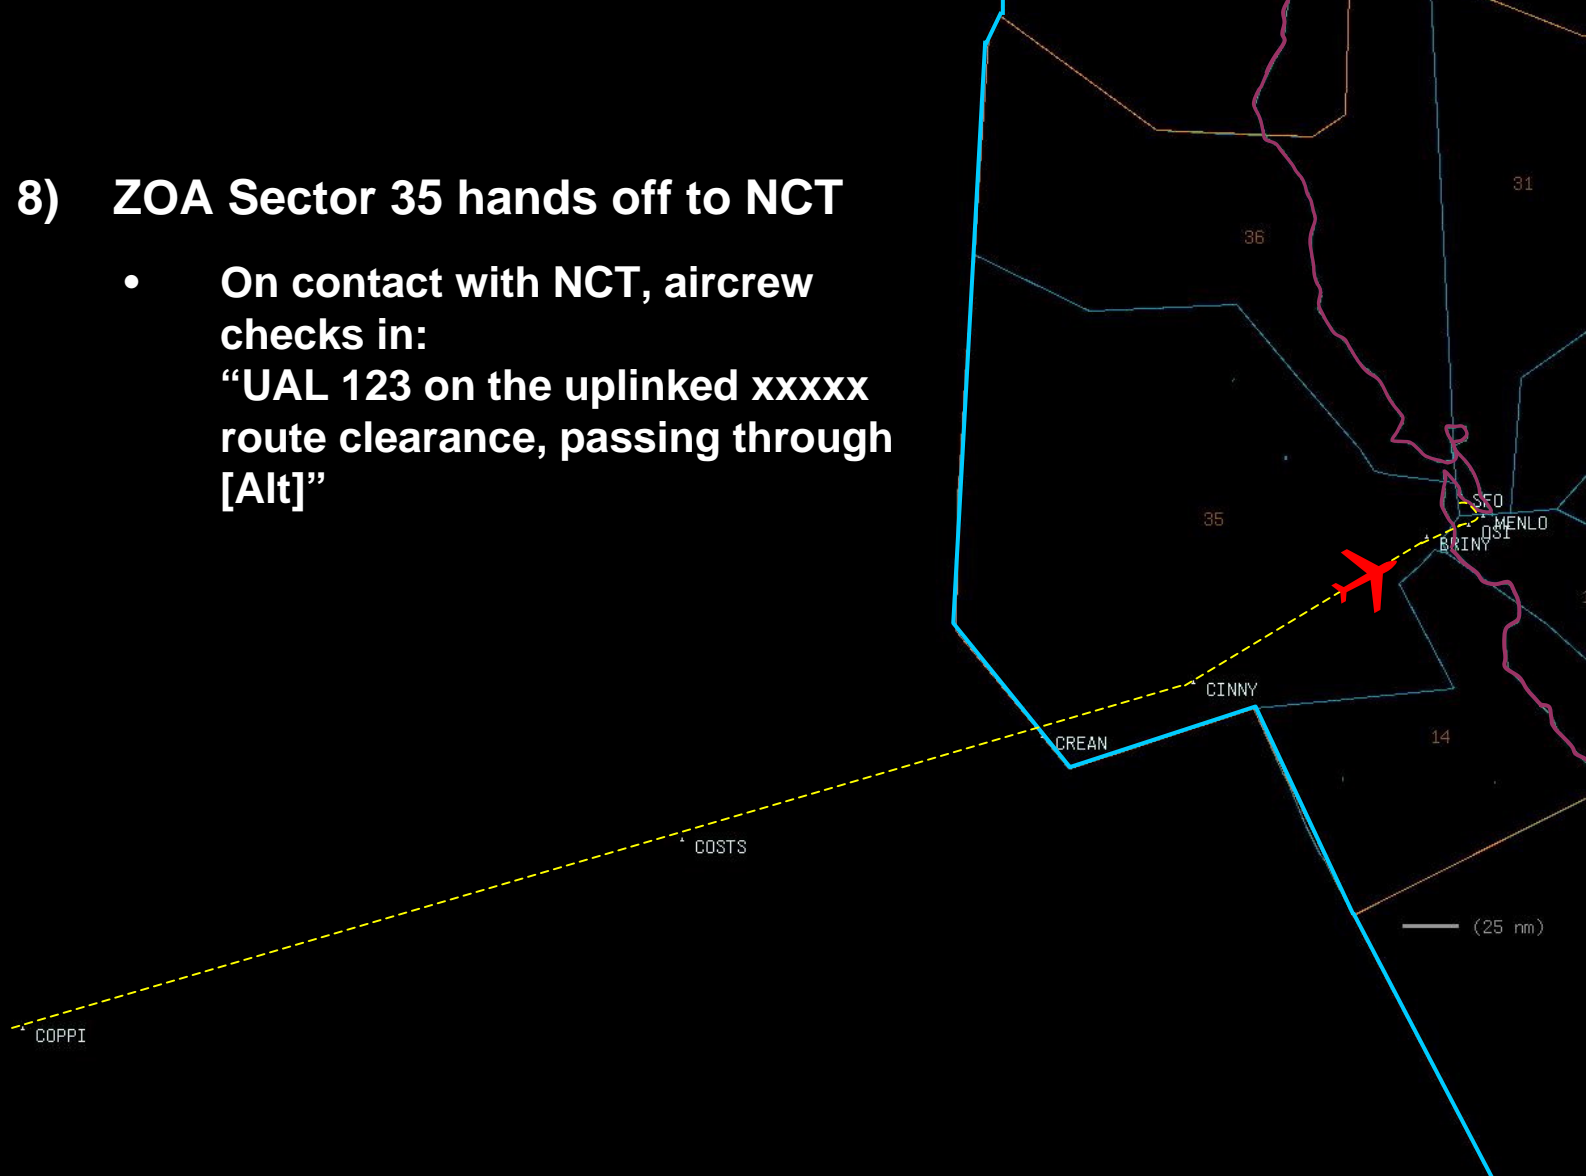 8) ZOA Sector 35 hands off to NCT
• On contact with NCT, aircrew
checks in:
“UAL 123 on the uplinked xxxxx
route clearance, passing through
[Alt]”
31
36
35
SFO
MENLO
OSI
BRINY
CINNY
CREAN
14
COSTS
(25 nm)
COPPI